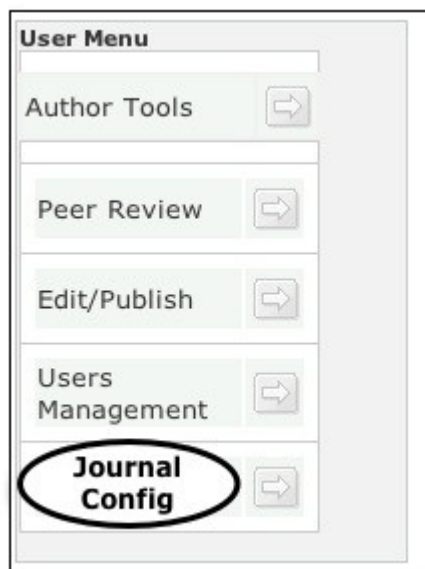 User Menu
Author Tools
Peer Review
Edit/Publish
Users
Management
Journal
Config